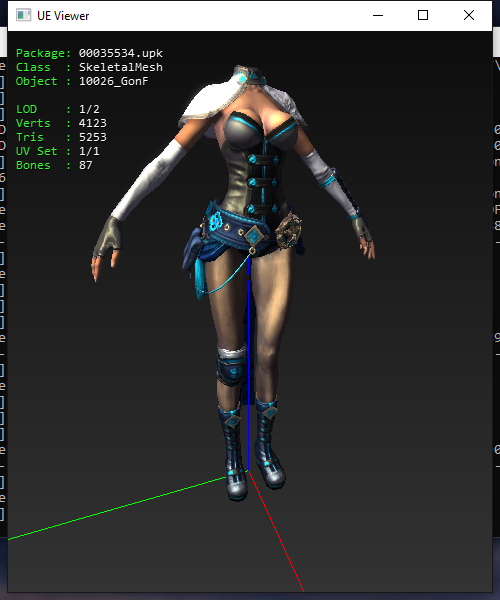 UE Viewer
Package: 00035534.upk
Class : SkeletalMesh
Object : 10026_GonF
LOD : 1/2
Verts : 4123
Tris : 5253
UV Set : 1/1
Bones : 87